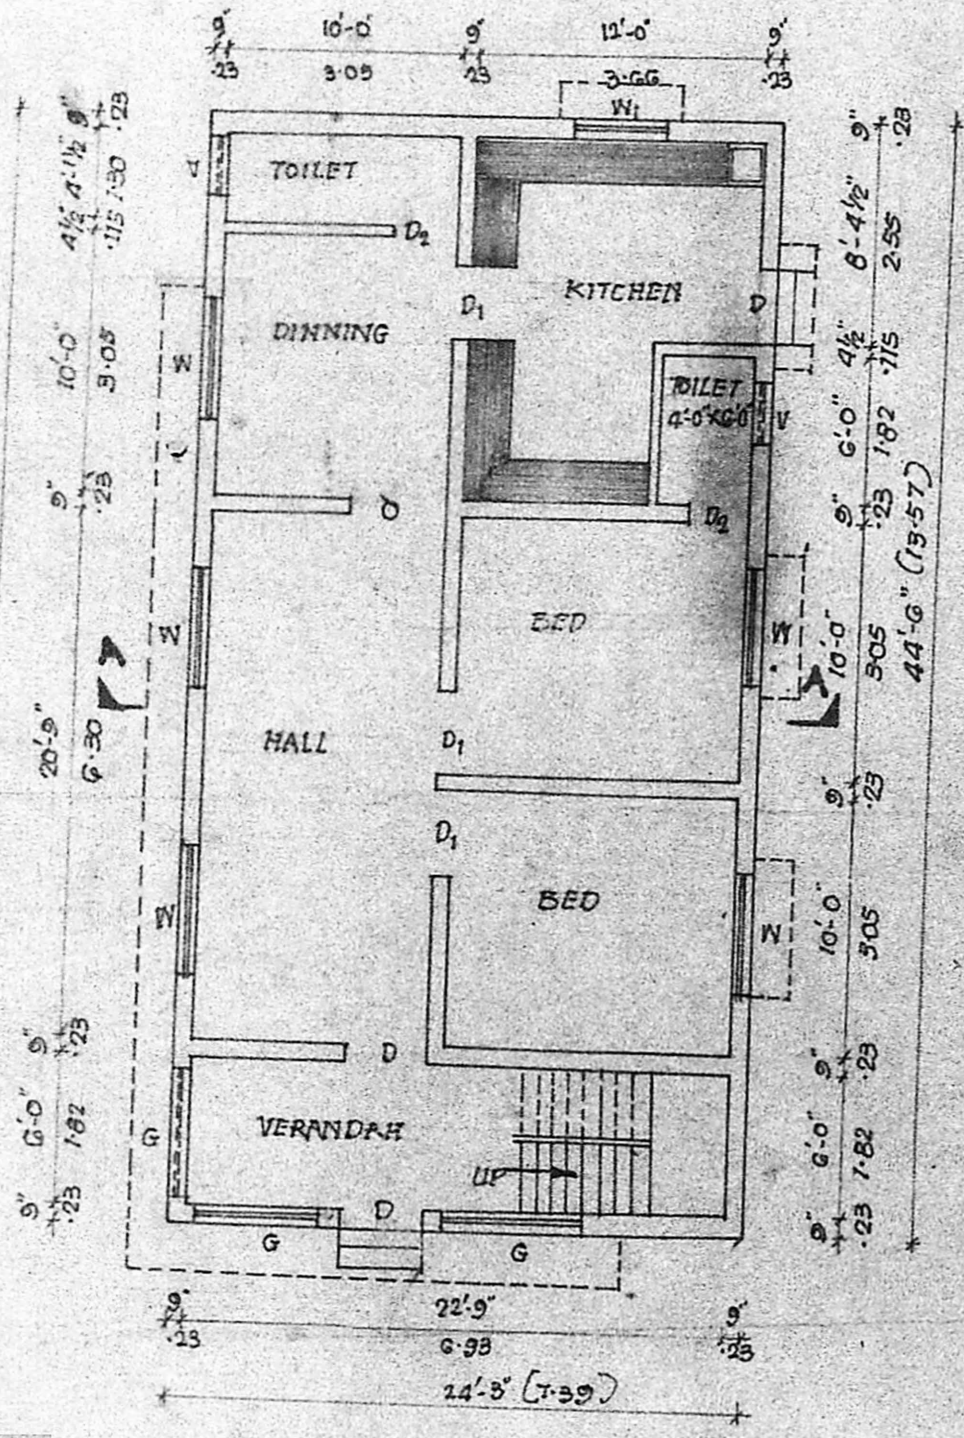 9" 10'-0" 9" 12'-0" 9"
.23 3.05 .23 3.66 .23
W1
TOILET
D2
KITCHEN
D
D1
DINNING
W
TOILET
4'-0"X6'-0"
V
D2
BED
W
W
A
HALL
D1
D1
BED
W
W
D
VERANDAH
G
UP
D
G
G
9" 22'-9" 9"
.23 6.93 .23
24'-3" (7.39)
9" .23
4'-1½" 1.30
4½" .115
10'-0" 3.05
9" .23
20'-9" 6.30
9" .23
6'-0" 1.82
9" .23
9" .23
8'-4½" 2.55
4½" .115
6'-0" 1.82
9" .23
10'-0" 3.05
9" .23
10'-0" 3.05
9" .23
6'-0" 1.82
9" .23
44'-6" (13.57)